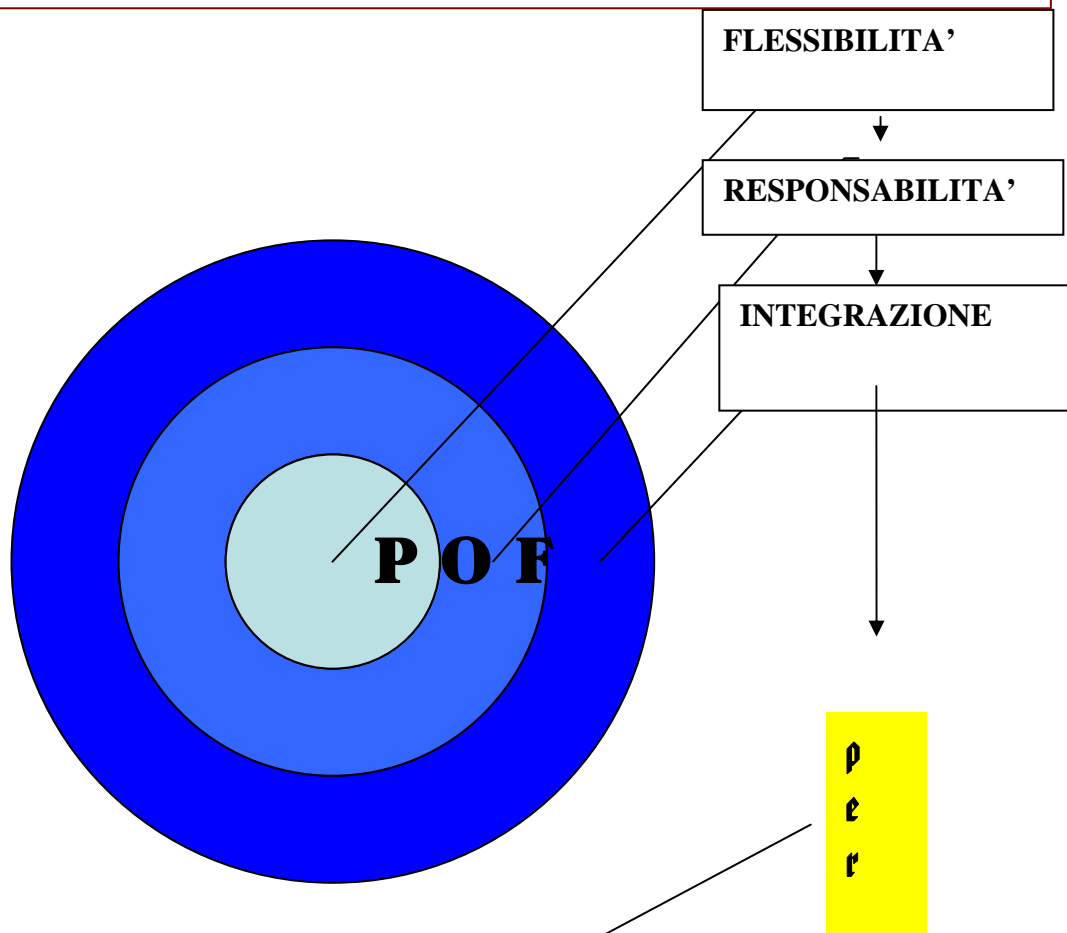 FLESSIBILITA’
RESPONSABILITA’
INTEGRAZIONE
P O F
p
e
r